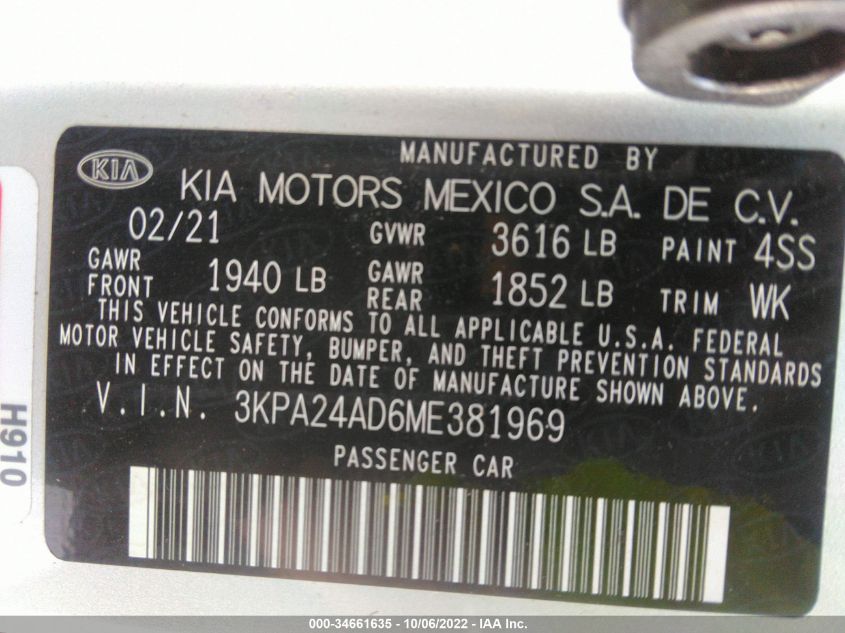 MANUFACTURED BY
KIA KIA MOTORS MEXICO S.A. DE C.V.
02/21 GVWR 3616 LB PAINT 4SS
GAWR FRONT 1940 LB GAWR REAR 1852 LB TRIM WK
THIS VEHICLE CONFORMS TO ALL APPLICABLE U.S.A. FEDERAL
MOTOR VEHICLE SAFETY, BUMPER, AND THEFT PREVENTION STANDARDS
IN EFFECT ON THE DATE OF MANUFACTURE SHOWN ABOVE.
V.I.N. 3KPA24AD6ME381969
PASSENGER CAR
H910
000-34661635 - 10/06/2022 - IAA Inc.